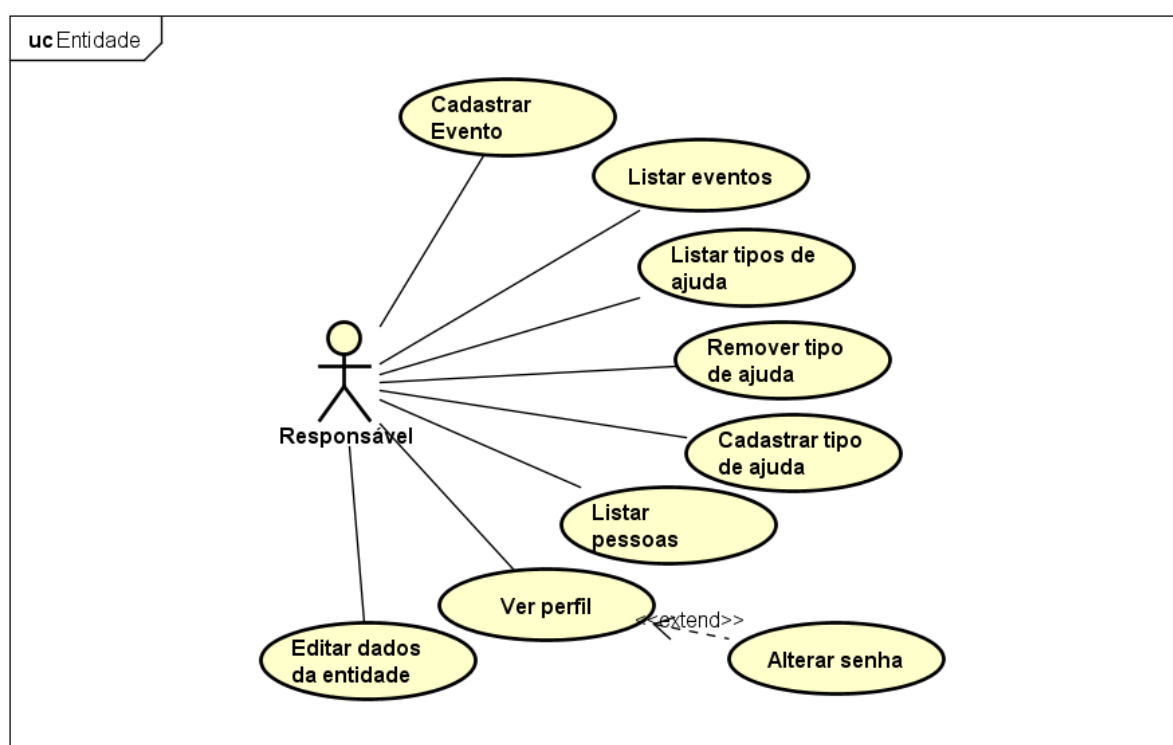 uc Entidade
Cadastrar
Evento
Listar eventos
Listar tipos de
ajuda
Remover tipo
de ajuda
Responsável
Cadastrar tipo
de ajuda
Listar
pessoas
Ver perfil
<<extend>>
Editar dados
da entidade
Alterar senha